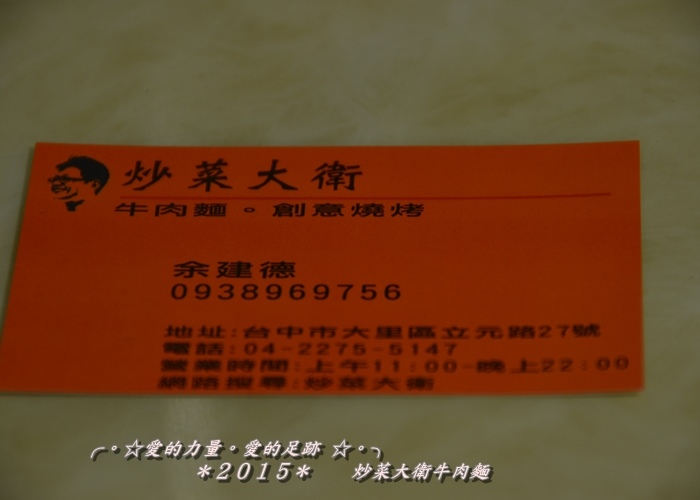 炒菜大衛
牛肉麵。創意燒烤
余建德
0938969756
地址:台中市大里區立元路27號
電話:04-2275-5147
營業時間:上午11:00-晚上22:00
網路搜尋:炒菜大衛
╭。☆愛的力量。愛的足跡 ☆。╮
*2015* 炒菜大衛牛肉麵